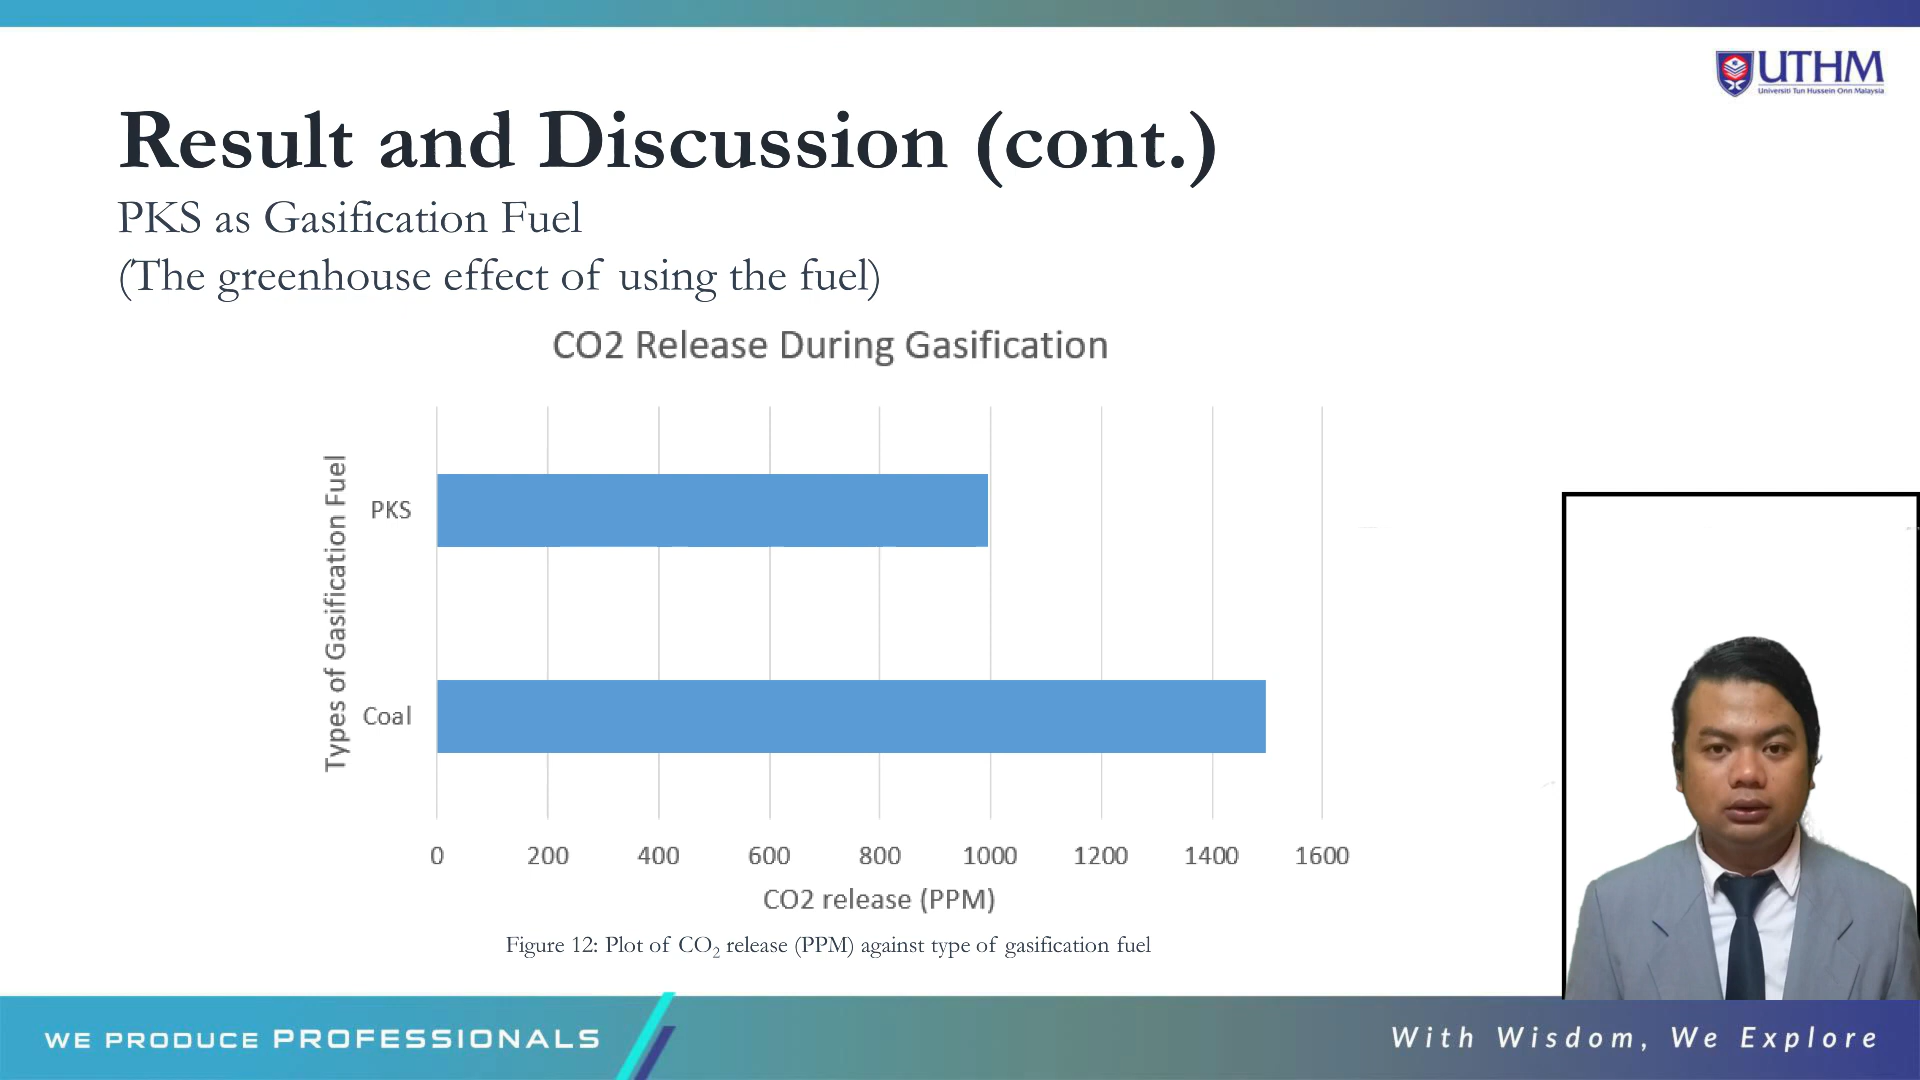 UTHM
Universiti Tun Hussein Onn Malaysia
Result and Discussion (cont.)
PKS as Gasification Fuel
(The greenhouse effect of using the fuel)
CO2 Release During Gasification
Types of Gasification Fuel
PKS
Coal
0 200 400 600 800 1000 1200 1400 1600
CO2 release (PPM)
Figure 12: Plot of CO₂ release (PPM) against type of gasification fuel
WE PRODUCE PROFESSIONALS
With Wisdom, We Explore